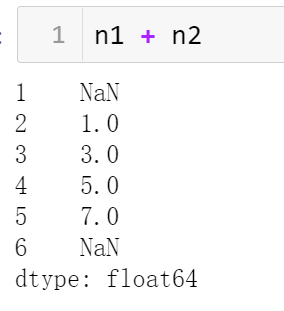 : 1 n1 + n2
1 NaN
2 1.0
3 3.0
4 5.0
5 7.0
6 NaN
dtype: float64